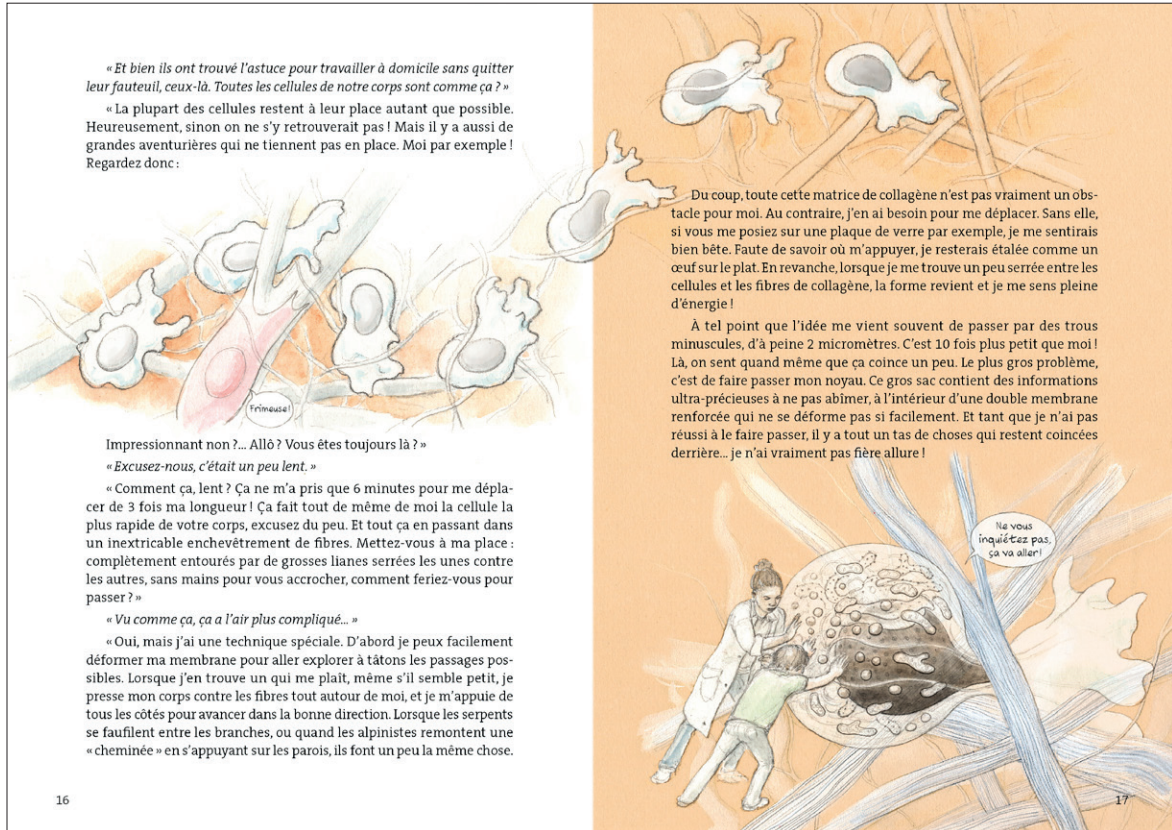 « Et bien ils ont trouvé l'astuce pour travailler à domicile sans quitter
leur fauteuil, ceux-là. Toutes les cellules de notre corps sont comme ça ? »
« La plupart des cellules restent à leur place autant que possible.
Heureusement, sinon on ne s'y retrouverait pas ! Mais il y a aussi de
grandes aventurières qui ne tiennent pas en place. Moi par exemple !
Regardez donc :
Frimeuse!
Impressionnant non ?... Allô ? Vous êtes toujours là ? »
« Excusez-nous, c'était un peu lent. »
« Comment ça, lent ? Ça ne m'a pris que 6 minutes pour me dépla-
cer de 3 fois ma longueur ! Ça fait tout de même de moi la cellule la
plus rapide de votre corps, excusez du peu. Et tout ça en passant dans
un inextricable enchevêtrement de fibres. Mettez-vous à ma place :
complètement entourés par de grosses lianes serrées les unes contre
les autres, sans mains pour vous accrocher, comment feriez-vous pour
passer ? »
« Vu comme ça, ça a l'air plus compliqué... »
« Oui, mais j'ai une technique spéciale. D'abord je peux facilement
déformer ma membrane pour aller explorer à tâtons les passages pos-
sibles. Lorsque j'en trouve un qui me plaît, même s'il semble petit, je
presse mon corps contre les fibres tout autour de moi, et je m'appuie de
tous les côtés pour avancer dans la bonne direction. Lorsque les serpents
se faufilent entre les branches, ou quand les alpinistes remontent une
« cheminée » en s'appuyant sur les parois, ils font un peu la même chose.
16
Du coup, toute cette matrice de collagène n'est pas vraiment un obs-
tacle pour moi. Au contraire, j'en ai besoin pour me déplacer. Sans elle,
si vous me posiez sur une plaque de verre par exemple, je me sentirais
bien bête. Faute de savoir où m'appuyer, je resterais étalée comme un
œuf sur le plat. En revanche, lorsque je me trouve un peu serrée entre les
cellules et les fibres de collagène, la forme revient et je me sens pleine
d'énergie !
À tel point que l'idée me vient souvent de passer par des trous
minuscules, d'à peine 2 micromètres. C'est 10 fois plus petit que moi !
Là, on sent quand même que ça coince un peu. Le plus gros problème,
c'est de faire passer mon noyau. Ce gros sac contient des informations
ultra-précieuses à ne pas abîmer, à l'intérieur d'une double membrane
renforcée qui ne se déforme pas si facilement. Et tant que je n'ai pas
réussi à le faire passer, il y a tout un tas de choses qui restent coincées
derrière... je n'ai vraiment pas fière allure !
Ne vous
inquiétez pas,
ça va aller!
17